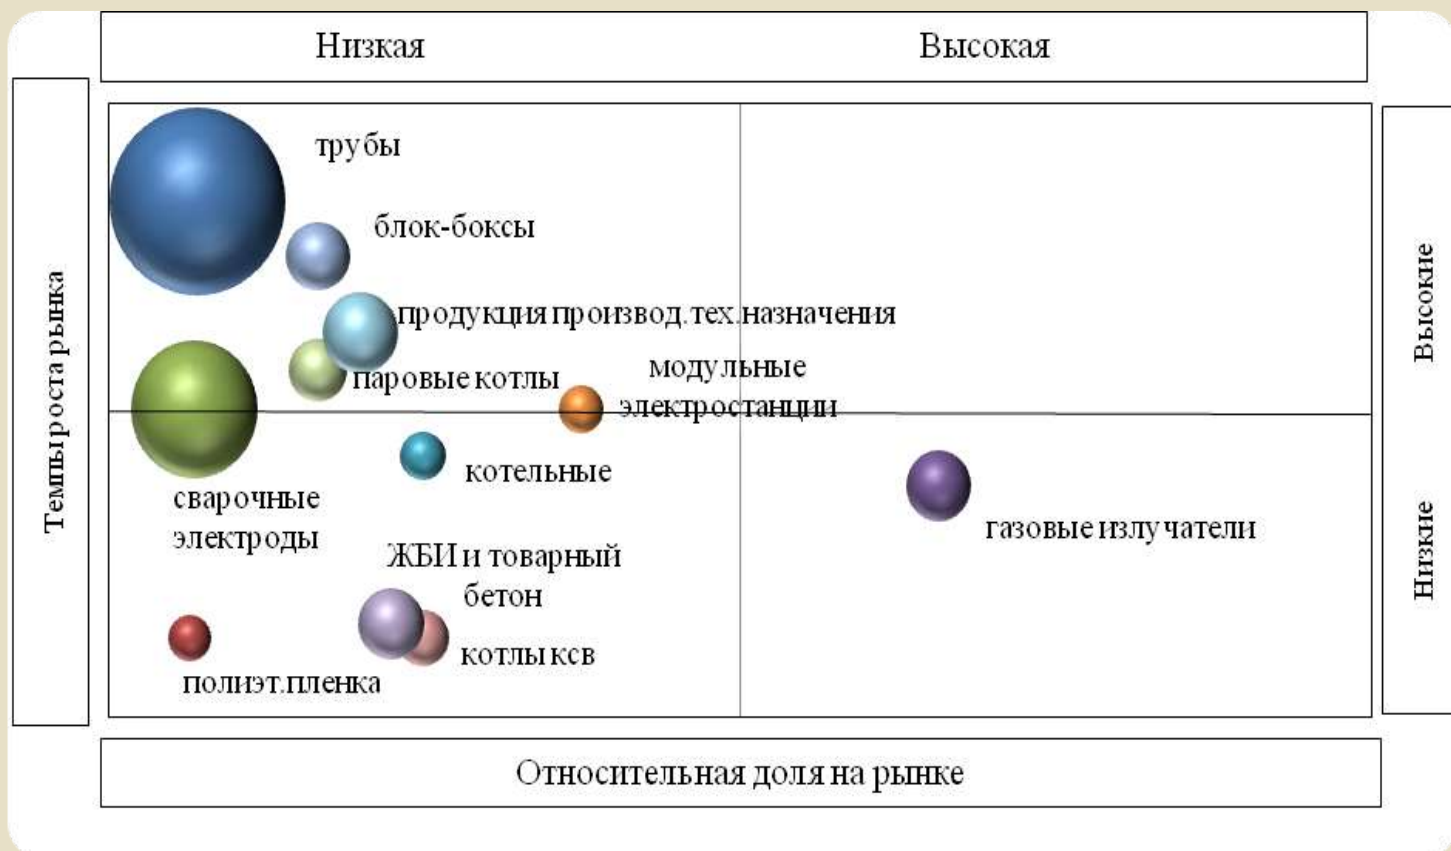 Низкая
Высокая
Темпы роста рынка
трубы
блок-боксы
продукция производ.тех.назначения
паровые котлы
модульные
электростанции
котельные
сварочные
электроды
ЖБИ и товарный
бетон
котлы ксв
полиэт.пленка
газовые излучатели
Высокие
Низкие
Относительная доля на рынке